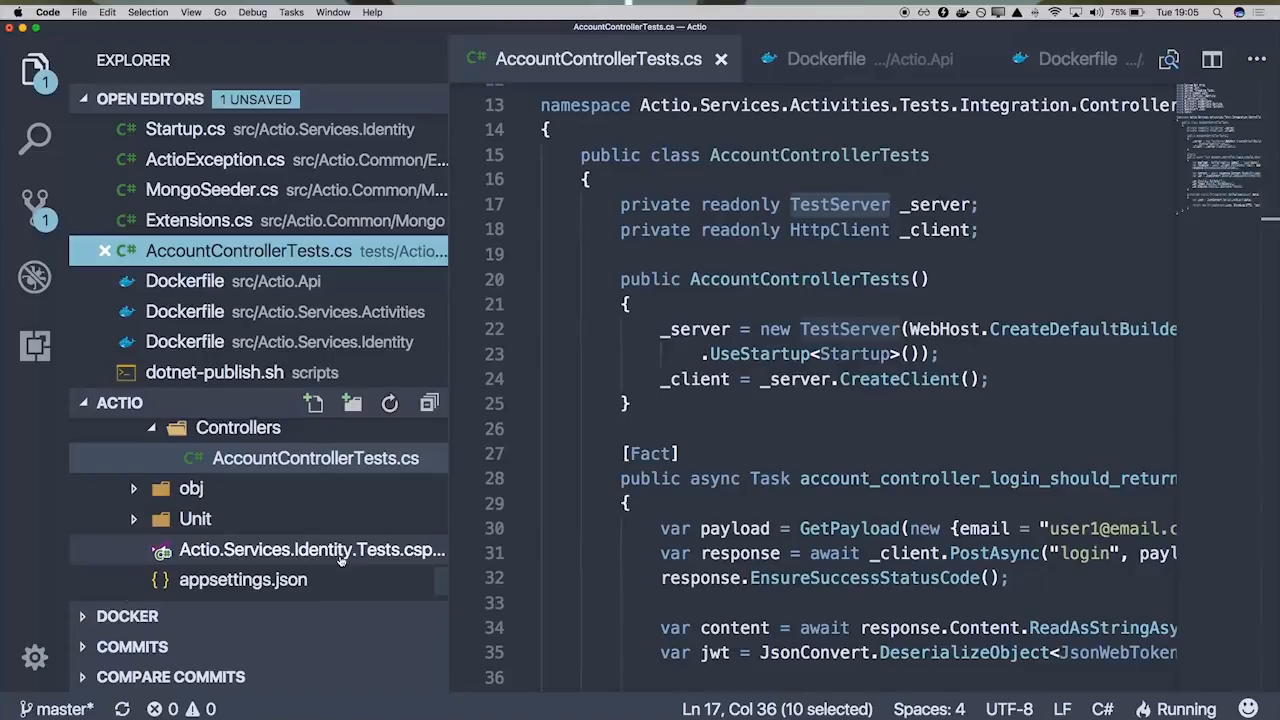 Code File Edit Selection View Go Debug Tasks Window Help 75% Tue 19:05
AccountControllerTests.cs — Actio
EXPLORER
1
1
OPEN EDITORS 1 UNSAVED
C# Startup.cs src/Actio.Services.Identity
C# ActioException.cs src/Actio.Common/E...
C# MongoSeeder.cs src/Actio.Common/M...
C# Extensions.cs src/Actio.Common/Mongo
C# AccountControllerTests.cs tests/Actio...
Dockerfile src/Actio.Api
Dockerfile src/Actio.Services.Activities
Dockerfile src/Actio.Services.Identity
dotnet-publish.sh scripts
ACTIO
Controllers
C# AccountControllerTests.cs
obj
Unit
Actio.Services.Identity.Tests.csp...
{} appsettings.json
DOCKER
COMMITS
COMPARE COMMITS
C# AccountControllerTests.cs Dockerfile .../Actio.Api Dockerfile .../
13 namespace Actio.Services.Activities.Tests.Integration.Controller
14 {
15 public class AccountControllerTests
16 {
17 private readonly TestServer _server;
18 private readonly HttpClient _client;
19
20 public AccountControllerTests()
21 {
22 _server = new TestServer(WebHost.CreateDefaultBuilde
23 .UseStartup<Startup>());
24 _client = _server.CreateClient();
25 }
26
27 [Fact]
28 public async Task account_controller_login_should_return
29 {
30 var payload = GetPayload(new {email = "user1@email.c
31 var response = await _client.PostAsync("login", payl
32 response.EnsureSuccessStatusCode();
33
34 var content = await response.Content.ReadAsStringAsy
35 var jwt = JsonConvert.DeserializeObject<JsonWebToken
36
master* 0 0 Ln 17, Col 36 (10 selected) Spaces: 4 UTF-8 LF C# Running